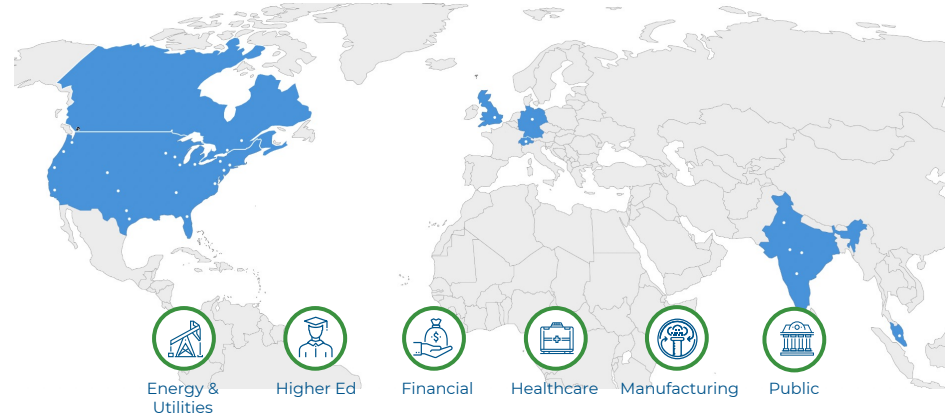 Energy &
Utilities
Higher Ed
Financial
Healthcare
Manufacturing
Public
$